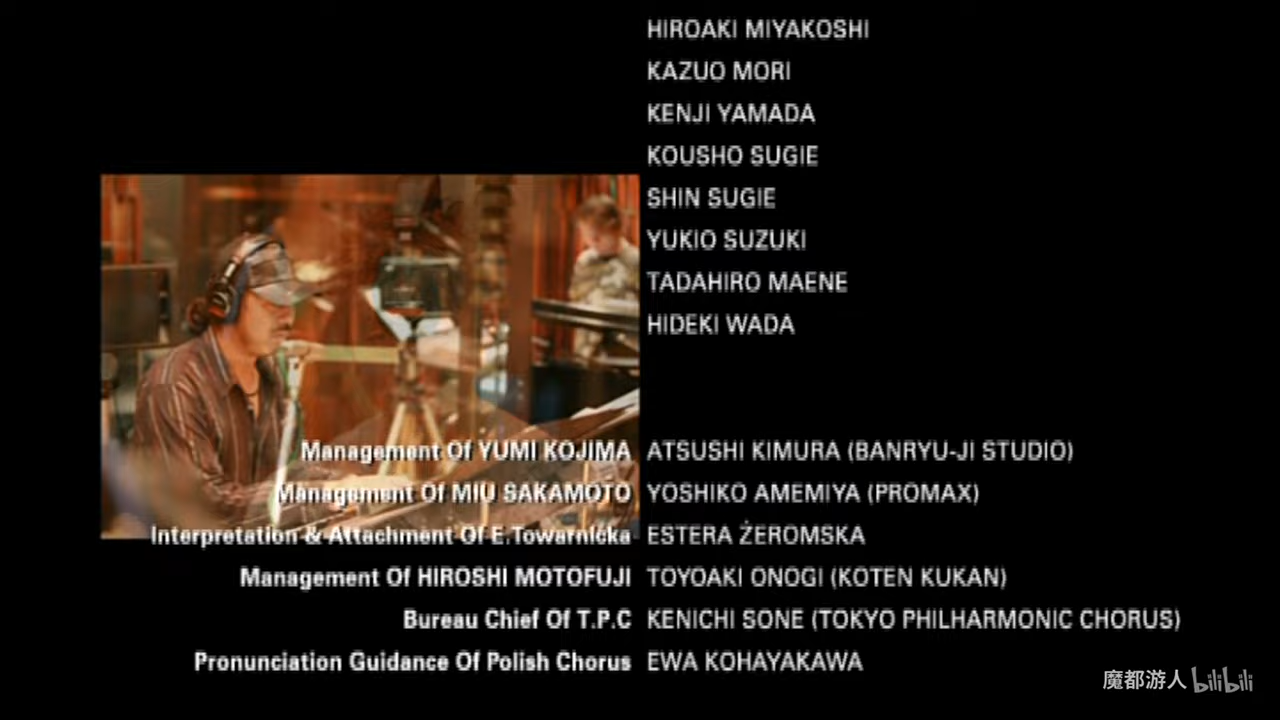 HIROAKI MIYAKOSHI
KAZUO MORI
KENJI YAMADA
KOUSHO SUGIE
SHIN SUGIE
YUKIO SUZUKI
TADAHIRO MAENE
HIDEKI WADA
Management Of YUMI KOJIMA ATSUSHI KIMURA (BANRYU-JI STUDIO)
Management Of MIU SAKAMOTO YOSHIKO AMEMIYA (PROMAX)
Interpretation & Attachment Of E.Towarnicka ESTERA ŻEROMSKA
Management Of HIROSHI MOTOFUJI TOYOAKI ONOGI (KOTEN KUKAN)
Bureau Chief Of T.P.C KENICHI SONE (TOKYO PHILHARMONIC CHORUS)
Pronunciation Guidance Of Polish Chorus EWA KOHAYAKAWA
魔都游人 bilibili